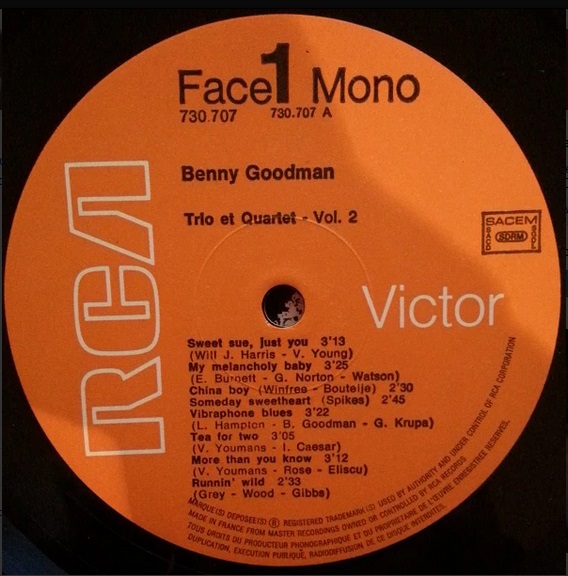 Face 1 Mono
730.707 730.707 A
Benny Goodman
Trio et Quartet - Vol. 2
RCA
SACEM
SACD SDRM SGDL
Victor
Sweet sue, just you 3'13
(Will J. Harris - V. Young)
My melancholy baby 3'25
(E. Burnett - G. Norton - Watson)
China boy (Winfree - Bouteije) 2'30
Someday sweetheart (Spikes) 2'45
Vibraphone blues 3'22
(L. Hampton - B. Goodman - G. Krupa)
Tea for two 3'05
(V. Youmans - I. Caesar)
More than you know 3'12
(V. Youmans - Rose - Eliscu)
Runnin' wild 2'33
(Grey - Wood - Gibbs)
MARQUE(S) DEPOSEE(S) ® REGISTERED TRADEMARK(S) USED BY AUTHORITY AND UNDER CONTROL OF RCA CORPORATION
MADE IN FRANCE FROM MASTER RECORDINGS OWNED OR CONTROLLED BY RCA RECORDS
TOUS DROITS DU PRODUCTEUR PHONOGRAPHIQUE ET DU PROPRIETAIRE DE L'ŒUVRE ENREGISTREE RESERVES.
DUPLICATION, EXECUTION PUBLIQUE, RADIODIFFUSION DE CE DISQUE INTERDITES.